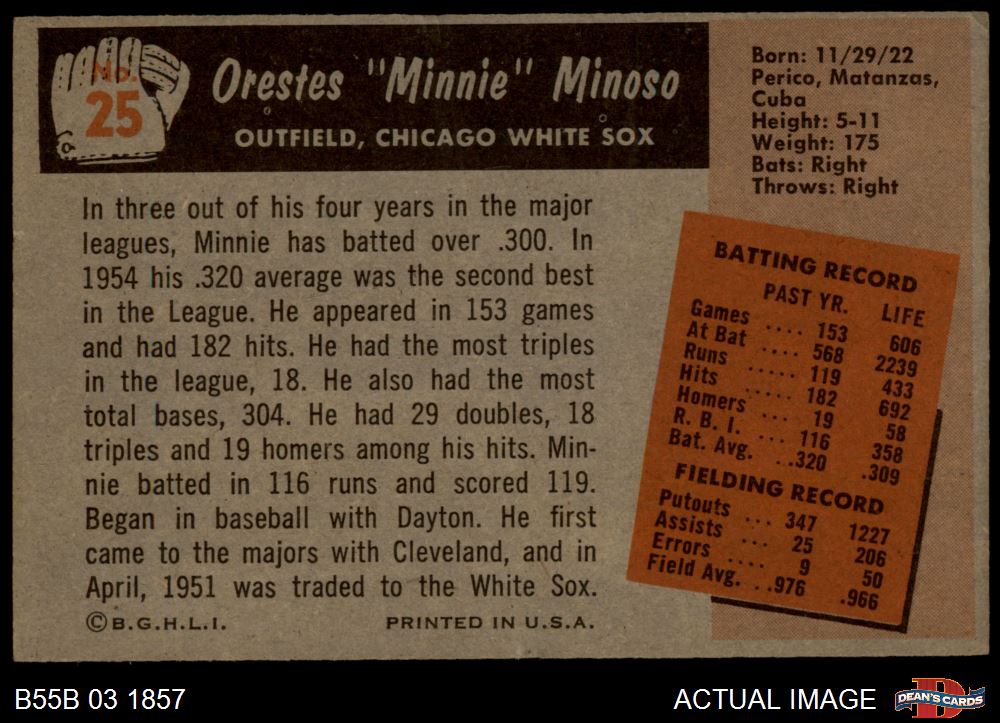 No.
25
Orestes "Minnie" Minoso
OUTFIELD, CHICAGO WHITE SOX
Born: 11/29/22
Perico, Matanzas,
Cuba
Height: 5-11
Weight: 175
Bats: Right
Throws: Right
In three out of his four years in the major
leagues, Minnie has batted over .300. In
1954 his .320 average was the second best
in the League. He appeared in 153 games
and had 182 hits. He had the most triples
in the league, 18. He also had the most
total bases, 304. He had 29 doubles, 18
triples and 19 homers among his hits. Min-
nie batted in 116 runs and scored 119.
Began in baseball with Dayton. He first
came to the majors with Cleveland, and in
April, 1951 was traded to the White Sox.
©B.G.H.L.I. PRINTED IN U.S.A.
BATTING RECORD
PAST YR. LIFE
Games .... 153 606
At Bat .... 568 2239
Runs ..... 119 433
Hits ..... 182 692
Homers ... 19 58
R. B. I. ... 116 358
Bat. Avg. ...320 .309
FIELDING RECORD
Putouts ... 347 1227
Assists ... 25 206
Errors .... 9 50
Field Avg. ..976 .966
B55B 03 1857
ACTUAL IMAGE
D
DEAN'S CARDS